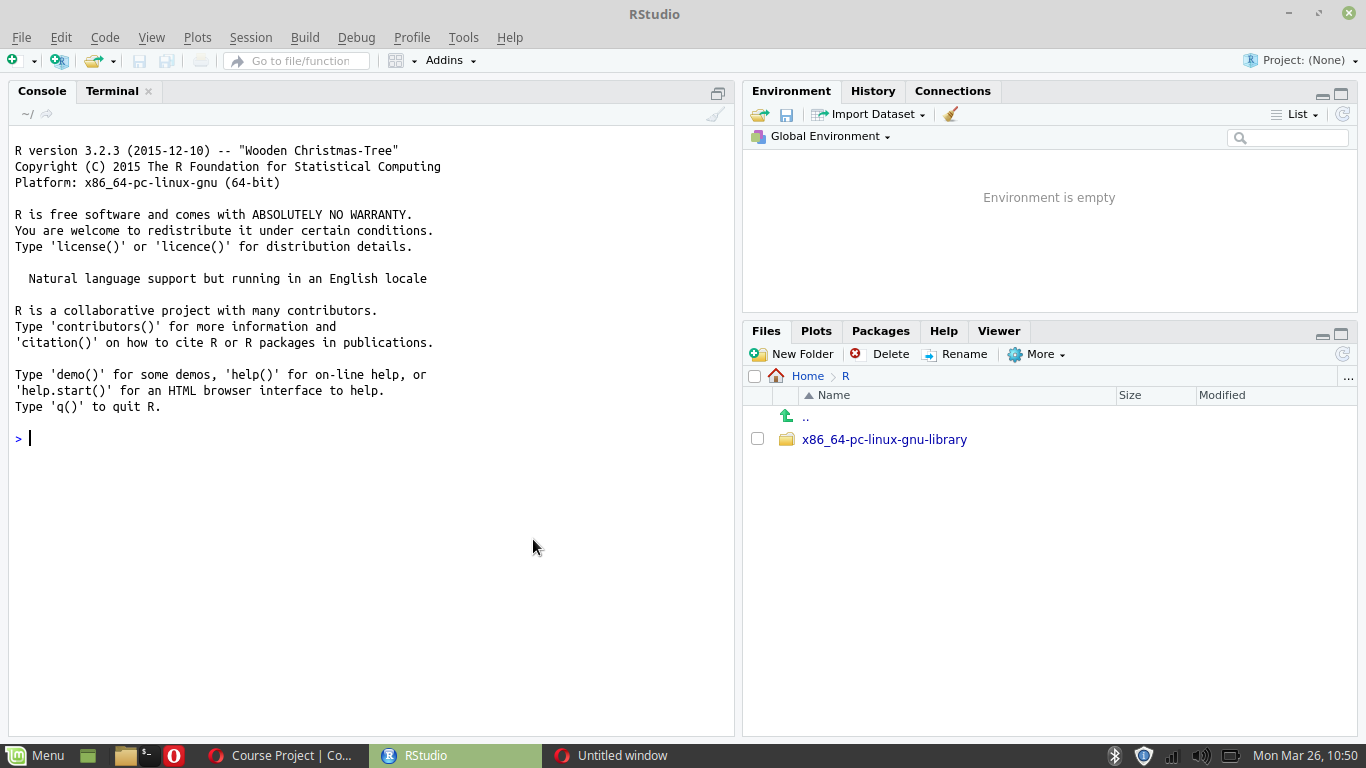 RStudio
File Edit Code View Plots Session Build Debug Profile Tools Help
Go to file/function Addins Project: (None)
Console Terminal
~/
R version 3.2.3 (2015-12-10) -- "Wooden Christmas-Tree"
Copyright (C) 2015 The R Foundation for Statistical Computing
Platform: x86_64-pc-linux-gnu (64-bit)
R is free software and comes with ABSOLUTELY NO WARRANTY.
You are welcome to redistribute it under certain conditions.
Type 'license()' or 'licence()' for distribution details.
Natural language support but running in an English locale
R is a collaborative project with many contributors.
Type 'contributors()' for more information and
'citation()' on how to cite R or R packages in publications.
Type 'demo()' for some demos, 'help()' for on-line help, or
'help.start()' for an HTML browser interface to help.
Type 'q()' to quit R.
>
Environment History Connections
Import Dataset List
Global Environment
Environment is empty
Files Plots Packages Help Viewer
New Folder Delete Rename More
Home R ...
Name Size Modified
..
x86_64-pc-linux-gnu-library
Menu Course Project | Co... RStudio Untitled window Mon Mar 26, 10:50